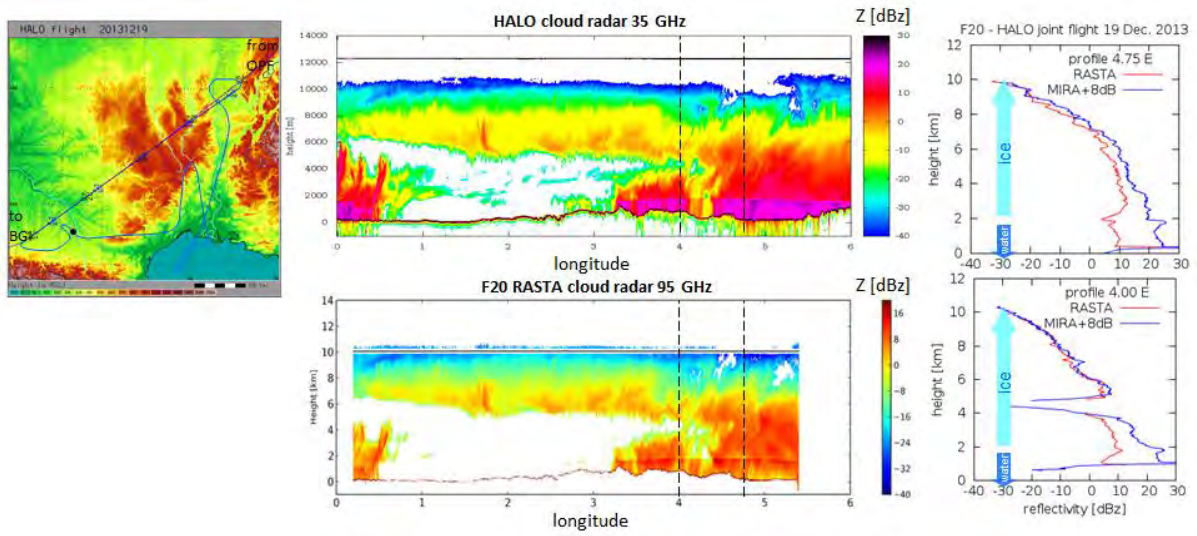 HALO flight 20131219
from
OPF
to
BGI
HALO cloud radar 35 GHz
Z [dBz]
14000
12000
10000
8000
6000
4000
2000
0
height [m]
0 1 2 3 4 5 6
longitude
30
20
10
0
-10
-20
-30
-40
F20 RASTA cloud radar 95 GHz
Z [dBz]
14
12
10
8
6
4
2
0
Height [km]
0 1 2 3 4 5 6
longitude
16
8
0
-8
-16
-24
-32
-40
F20 - HALO joint flight 19 Dec. 2013
profile 4.75 E
RASTA
MIRA+8dB
12
10
8
6
4
2
0
height [km]
ice
water
-40 -30 -20 -10 0 10 20 30
profile 4.00 E
RASTA
MIRA+8dB
12
10
8
6
4
2
0
height [km]
ice
water
-40 -30 -20 -10 0 10 20 30
reflectivity [dBz]